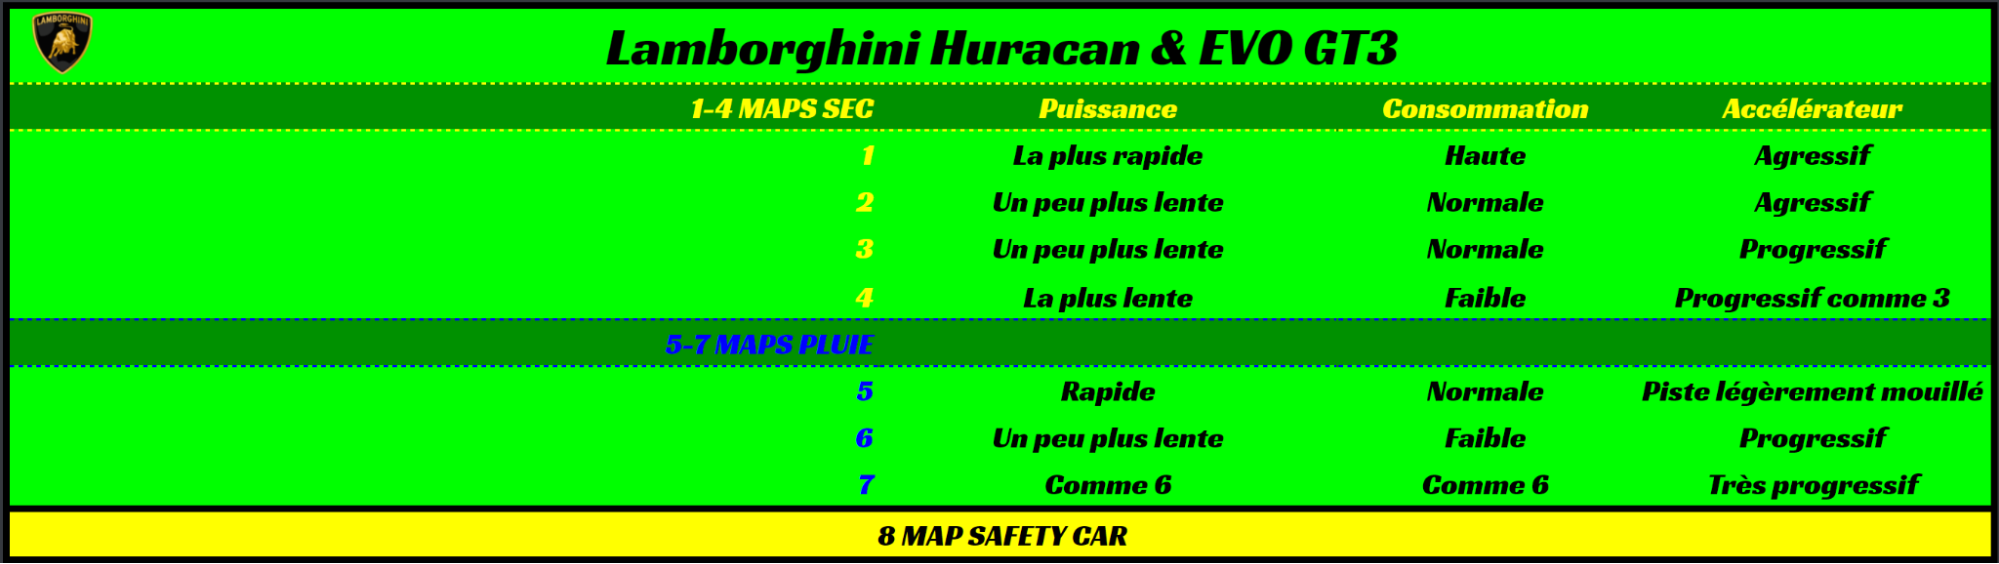 LAMBORGHINI
Lamborghini Huracan & EVO GT3
1-4 MAPS SEC Puissance Consommation Accélérateur
1 La plus rapide Haute Agressif
2 Un peu plus lente Normale Agressif
3 Un peu plus lente Normale Progressif
4 La plus lente Faible Progressif comme 3
5-7 MAPS PLUIE
5 Rapide Normale Piste légèrement mouillé
6 Un peu plus lente Faible Progressif
7 Comme 6 Comme 6 Très progressif
8 MAP SAFETY CAR